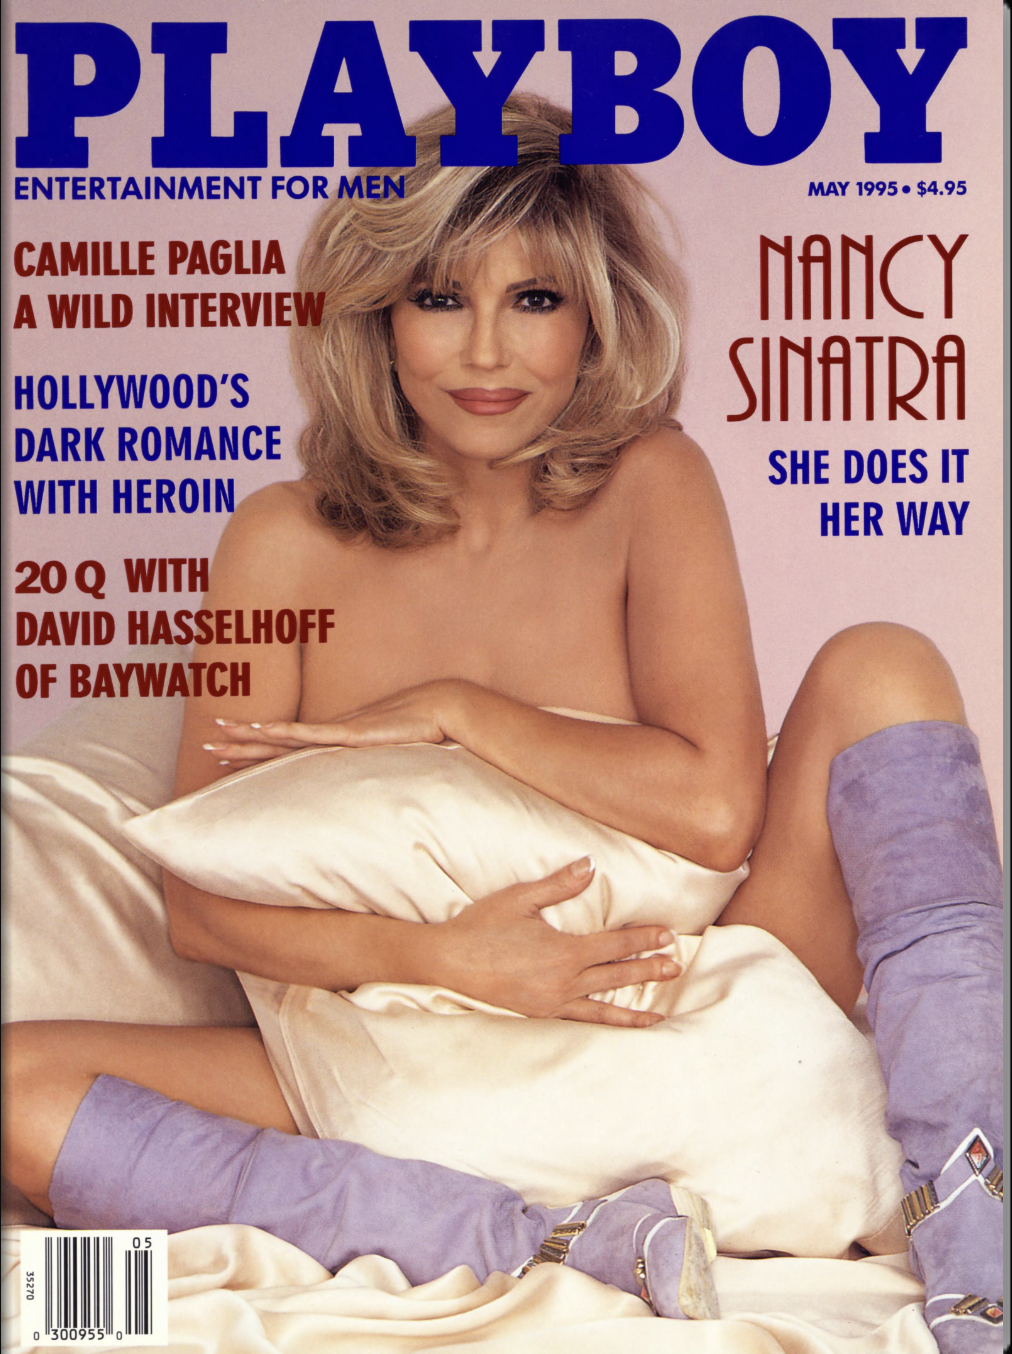 PLAYBOY
ENTERTAINMENT FOR MEN
MAY 1995 • $4.95
CAMILLE PAGLIA
A WILD INTERVIEW
HOLLYWOOD'S
DARK ROMANCE
WITH HEROIN
20 Q WITH
DAVID HASSELHOFF
OF BAYWATCH
NANCY
SINATRA
SHE DOES IT
HER WAY
05
35270
0 300955 0